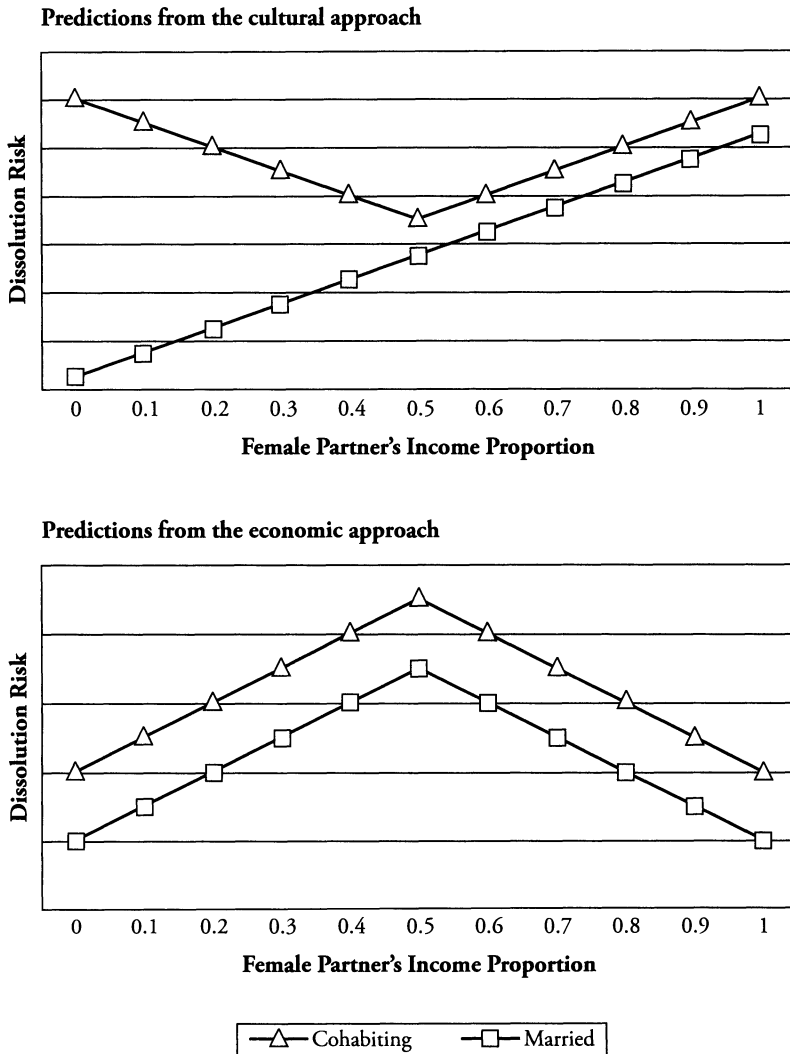 Predictions from the cultural approach
Dissolution Risk
0 0.1 0.2 0.3 0.4 0.5 0.6 0.7 0.8 0.9 1
Female Partner's Income Proportion
Predictions from the economic approach
Dissolution Risk
0 0.1 0.2 0.3 0.4 0.5 0.6 0.7 0.8 0.9 1
Female Partner's Income Proportion
Cohabiting Married